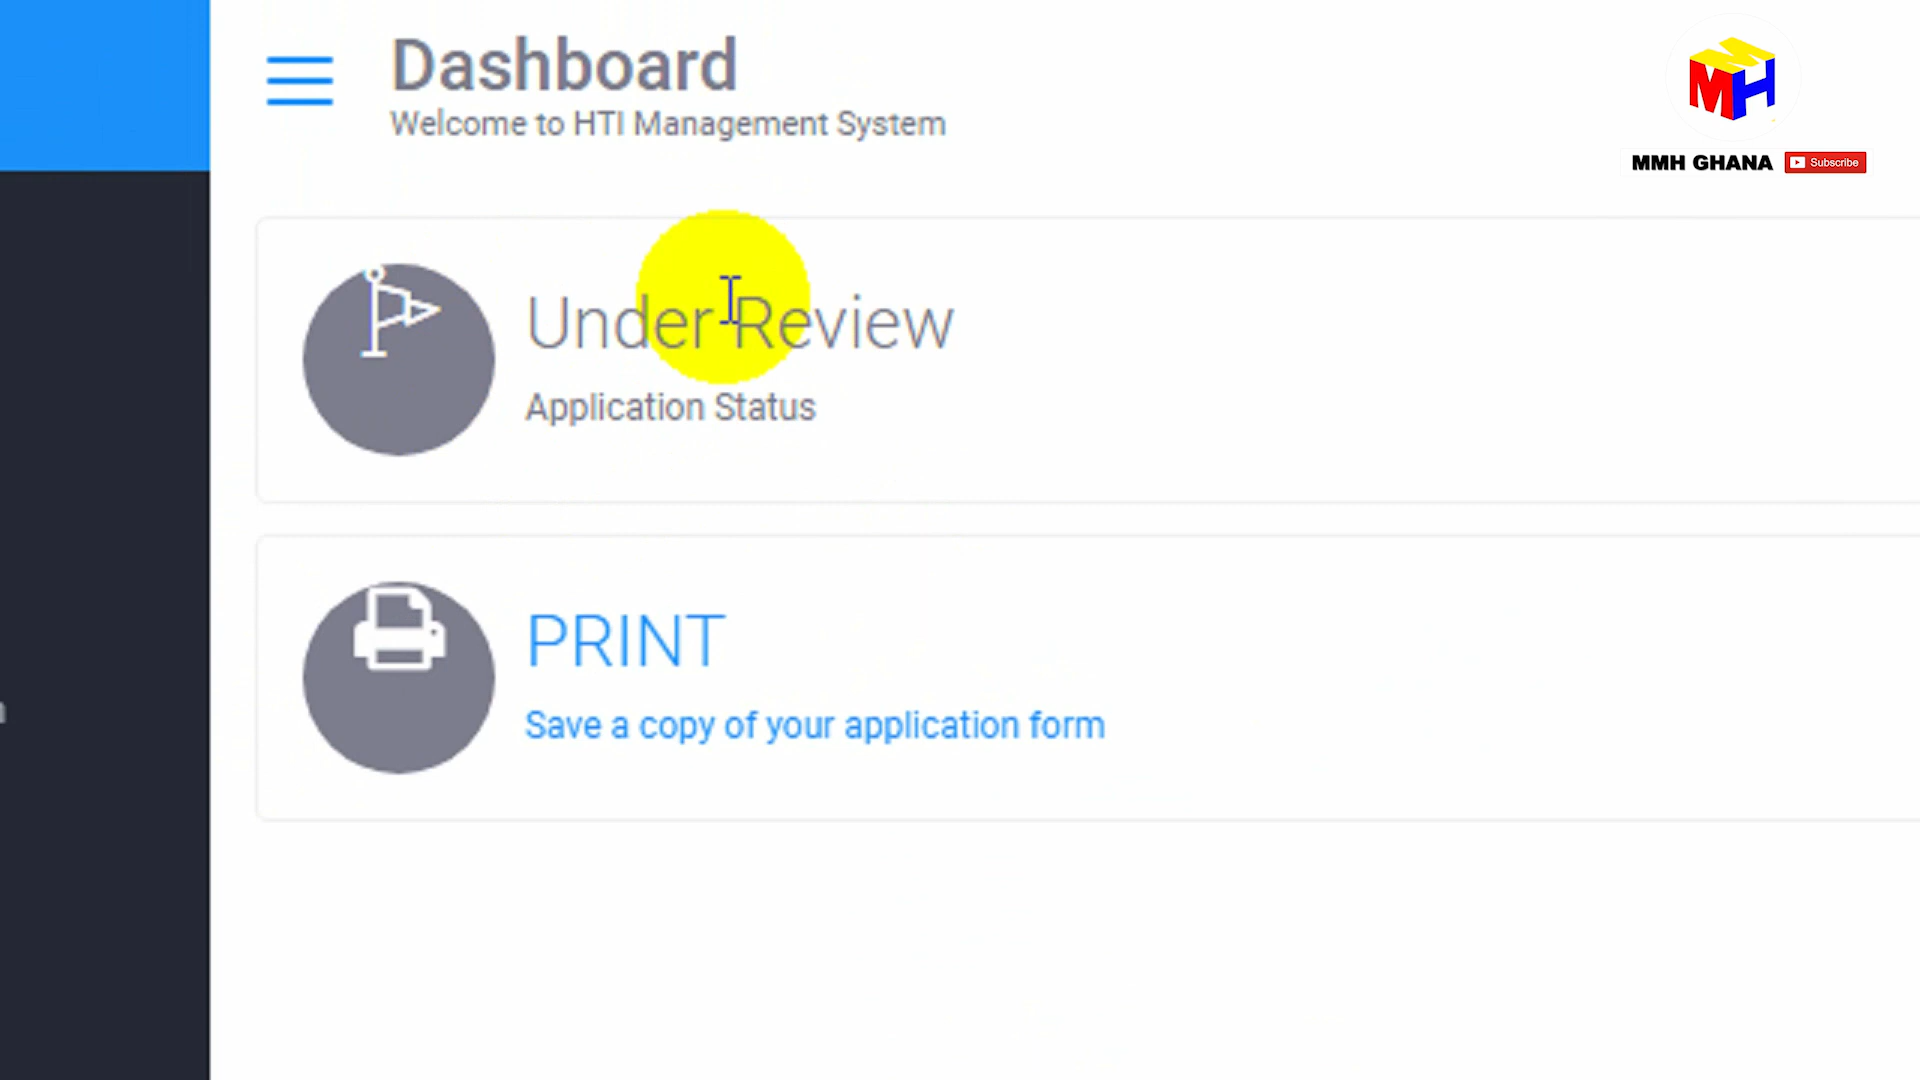 Dashboard
Welcome to HTI Management System
MMH GHANA
Subscribe
Under Review
Application Status
PRINT
Save a copy of your application form